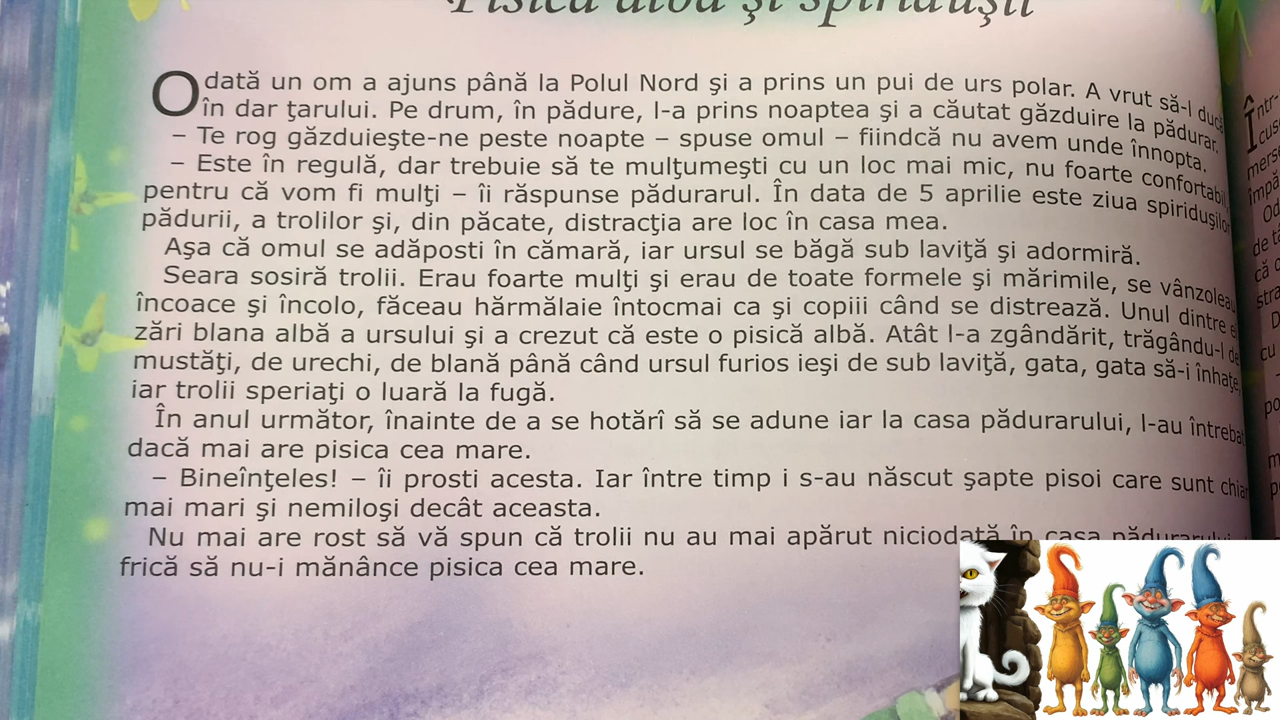 Pisica albă şi spiriduşii
Odată un om a ajuns până la Polul Nord şi a prins un pui de urs polar. A vrut să-l ducă
în dar ţarului. Pe drum, în pădure, l-a prins noaptea şi a căutat găzduire la pădurar.
– Te rog găzduieşte-ne peste noapte – spuse omul – fiindcă nu avem unde înnopta.
– Este în regulă, dar trebuie să te mulţumeşti cu un loc mai mic, nu foarte confortabil,
pentru că vom fi mulţi – îi răspunse pădurarul. În data de 5 aprilie este ziua spiriduşilor
pădurii, a trolilor şi, din păcate, distracţia are loc în casa mea.
Aşa că omul se adăposti în cămară, iar ursul se băgă sub laviţă şi adormiră.
Seara sosiră trolii. Erau foarte mulţi şi erau de toate formele şi mărimile, se vânzoleau
încoace şi încolo, făceau hărmălaie întocmai ca şi copiii când se distrează. Unul dintre
zări blana albă a ursului şi a crezut că este o pisică albă. Atât l-a zgândărit, trăgându-l de
mustăţi, de urechi, de blană până când ursul furios ieşi de sub laviţă, gata, gata să-i înhaţe,
iar trolii speriaţi o luară la fugă.
În anul următor, înainte de a se hotărî să se adune iar la casa pădurarului, l-au întrebat
dacă mai are pisica cea mare.
– Bineînţeles! – îi prosti acesta. Iar între timp i s-au născut şapte pisoi care sunt chiar
mai mari şi nemiloşi decât aceasta.
Nu mai are rost să vă spun că trolii nu au mai apărut niciodată în casa pădurarului
frică să nu-i mănânce pisica cea mare.